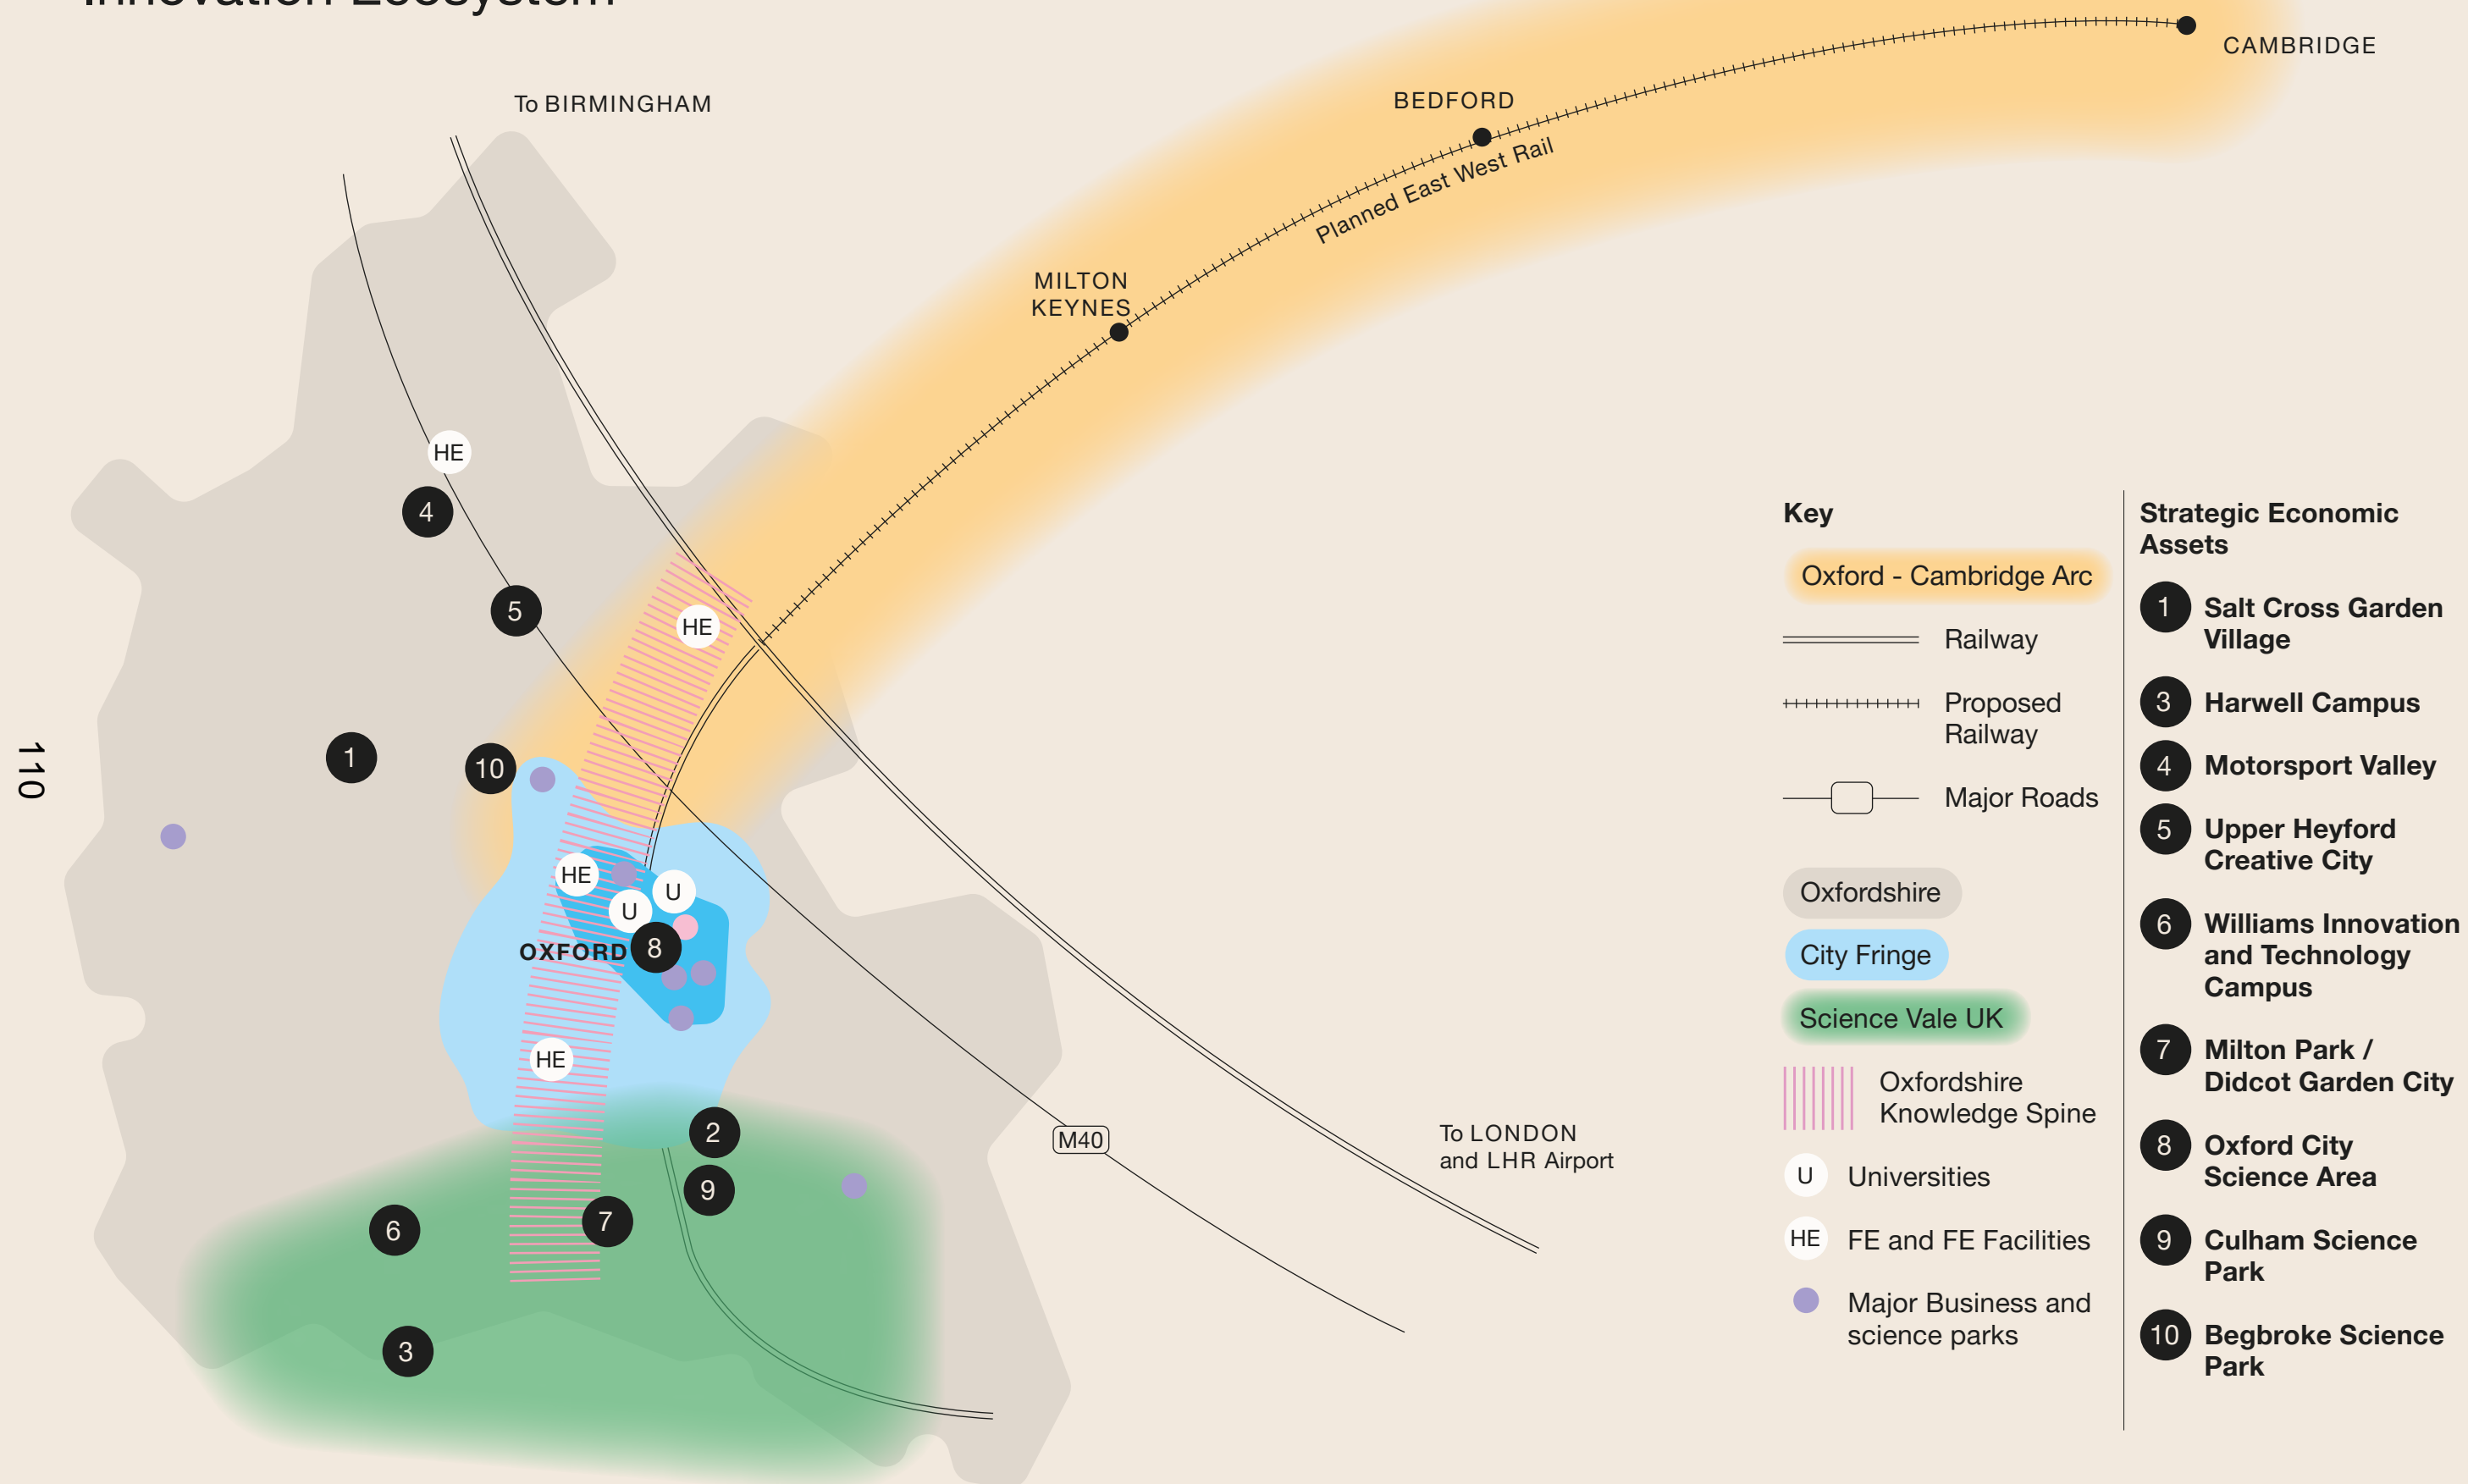 Innovation Ecosystem
CAMBRIDGE
BEDFORD
To BIRMINGHAM
Planned East West Rail
MILTON
KEYNES
HE
4
5
HE
1
10
110
HE
U
U
OXFORD
8
HE
2
9
7
6
3
M40
To LONDON
and LHR Airport
Key
Oxford - Cambridge Arc
Railway
Proposed
Railway
Major Roads
Oxfordshire
City Fringe
Science Vale UK
Oxfordshire
Knowledge Spine
U
Universities
HE
FE and FE Facilities
Major Business and
science parks
Strategic Economic
Assets
1
Salt Cross Garden
Village
3
Harwell Campus
4
Motorsport Valley
5
Upper Heyford
Creative City
6
Williams Innovation
and Technology
Campus
7
Milton Park /
Didcot Garden City
8
Oxford City
Science Area
9
Culham Science
Park
10
Begbroke Science
Park